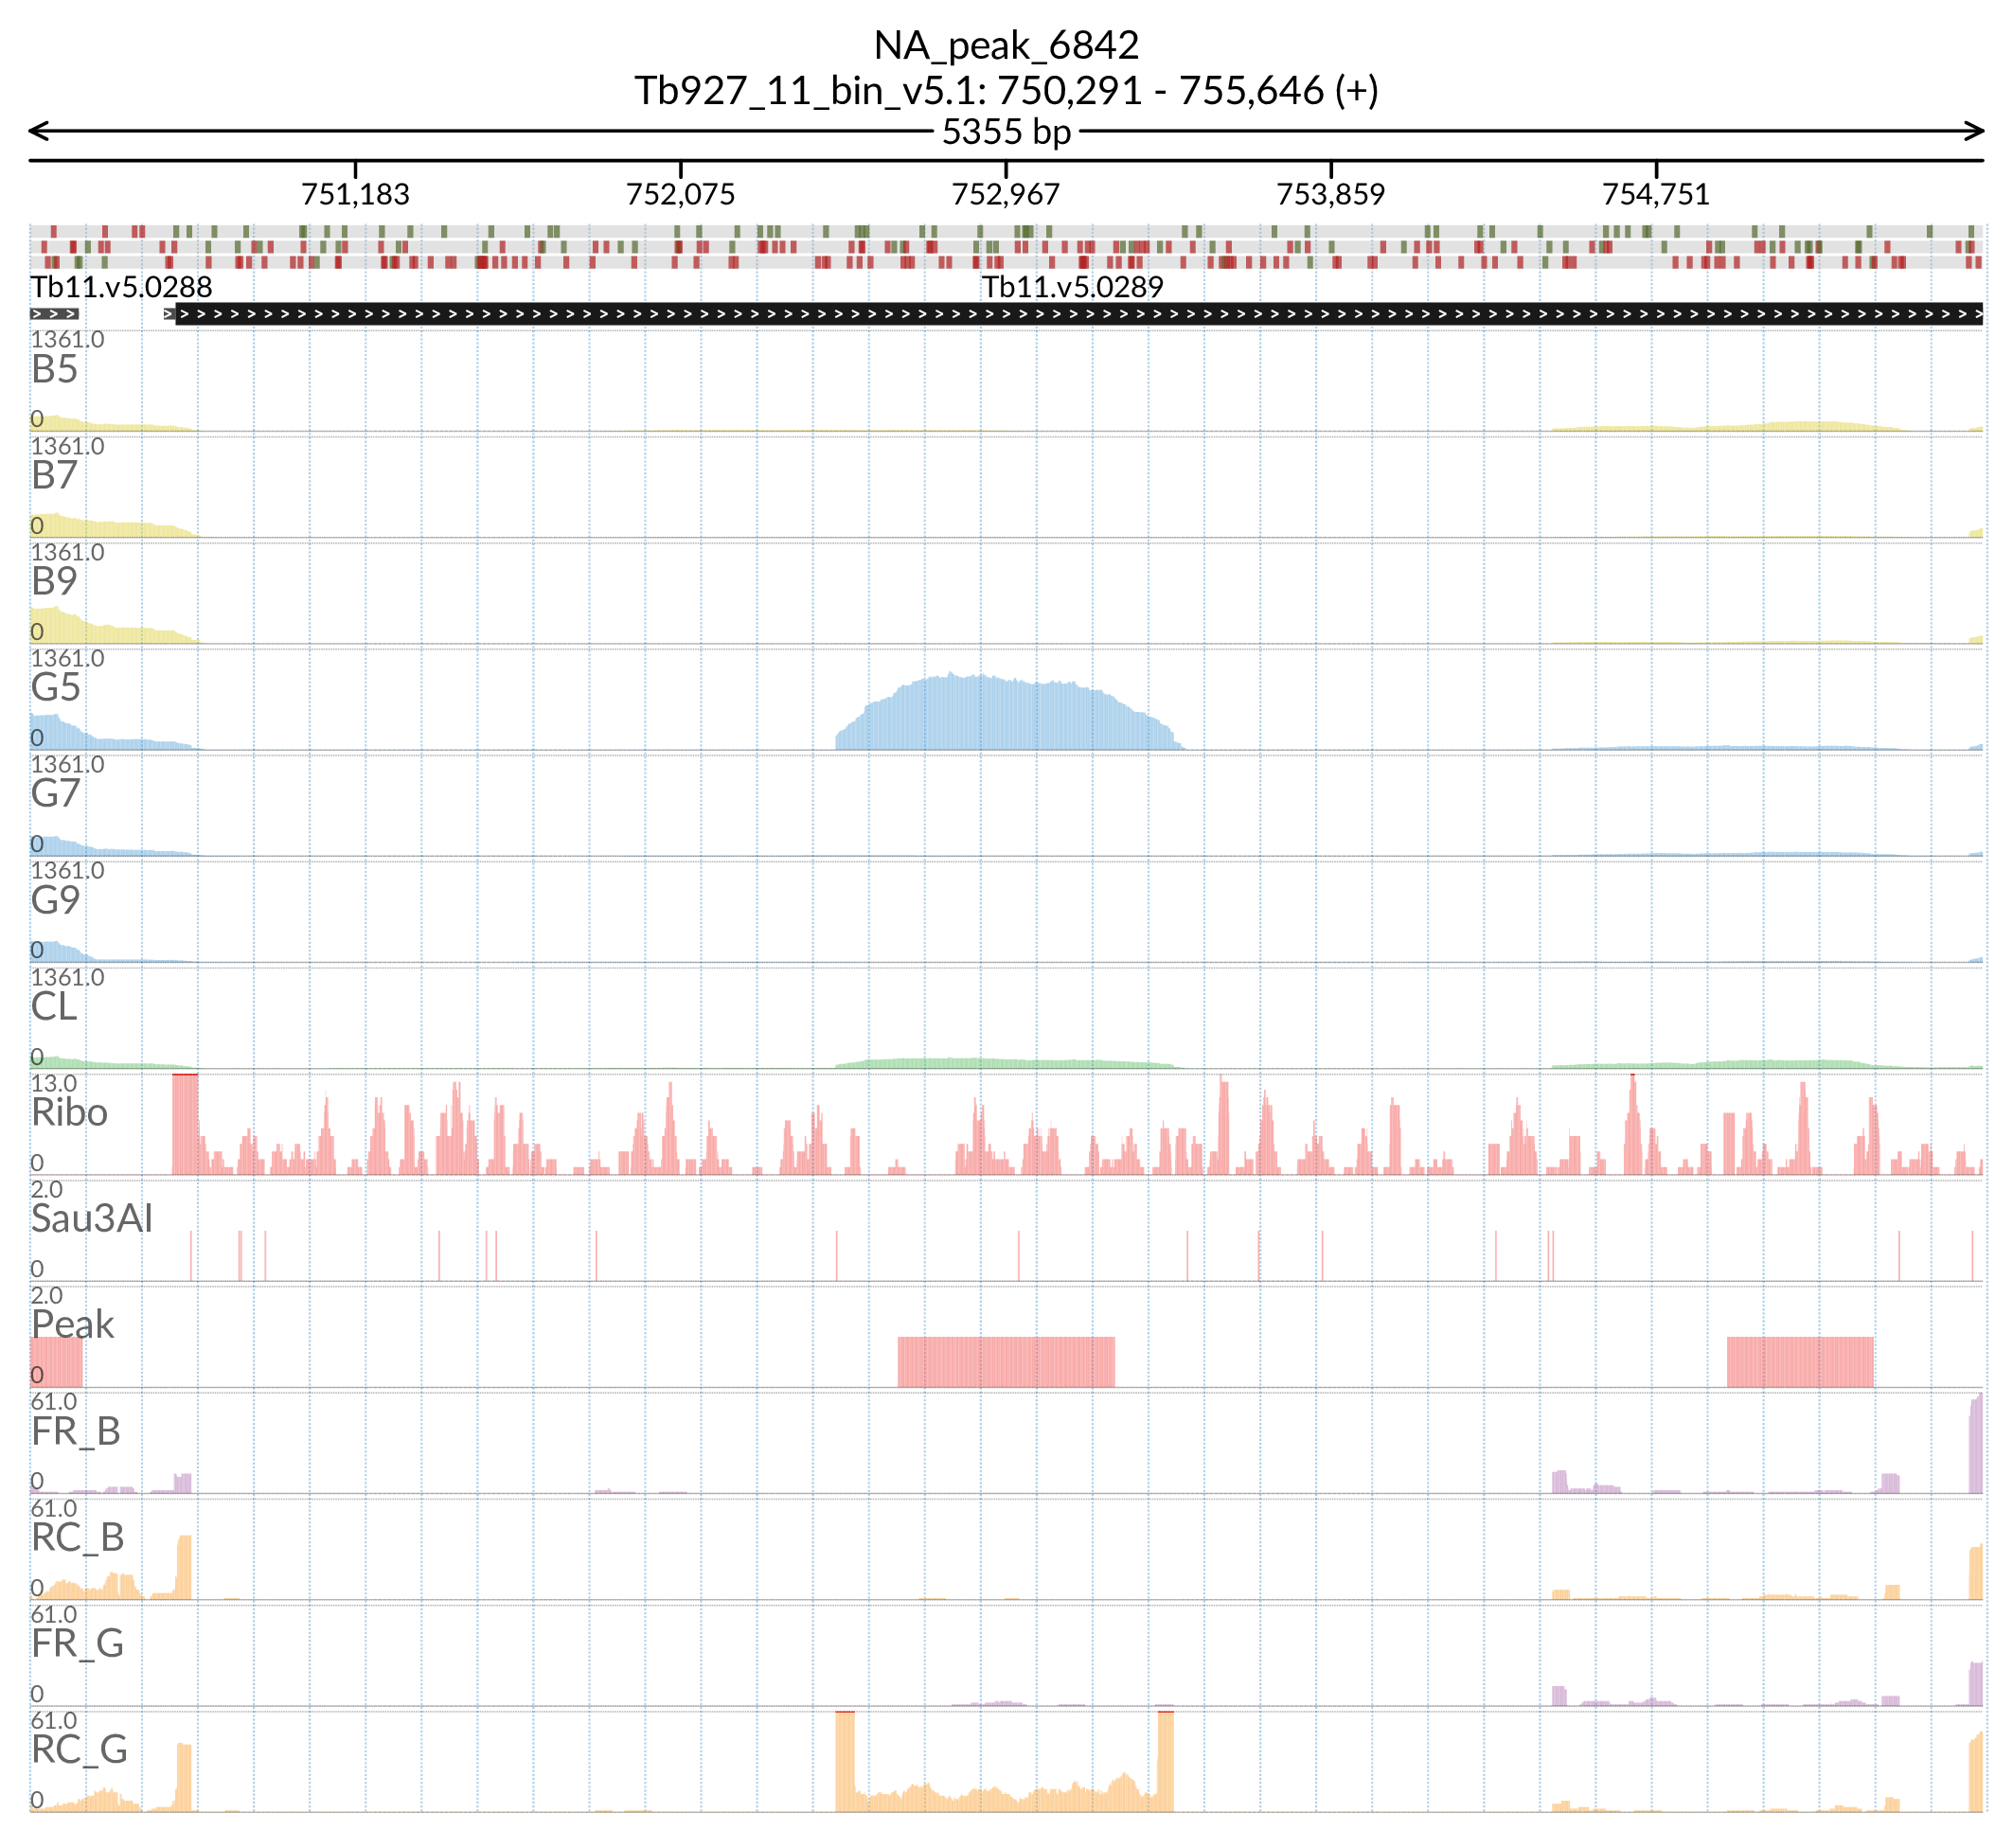 NA_peak_6842
Tb927_11_bin_v5.1: 750,291 - 755,646 (+)
5355 bp
751,183 752,075 752,967 753,859 754,751
Tb11.v5.0288 Tb11.v5.0289
1361.0
B5
0
1361.0
B7
0
1361.0
B9
0
1361.0
G5
0
1361.0
G7
0
1361.0
G9
0
1361.0
CL
0
13.0
Ribo
0
2.0
Sau3AI
0
2.0
Peak
0
61.0
FR_B
0
61.0
RC_B
0
61.0
FR_G
0
61.0
RC_G
0